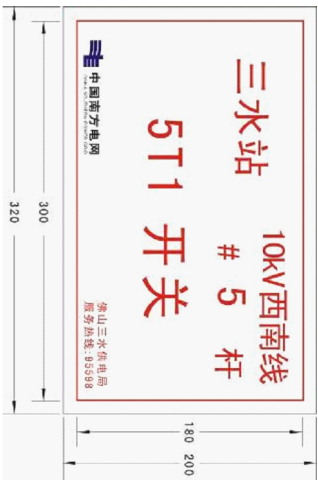 10kV西南线
三水站
# 5 杆
5T1 开关
中国南方电网
佛山三水供电局
服务热线:95598
300
320
180
200